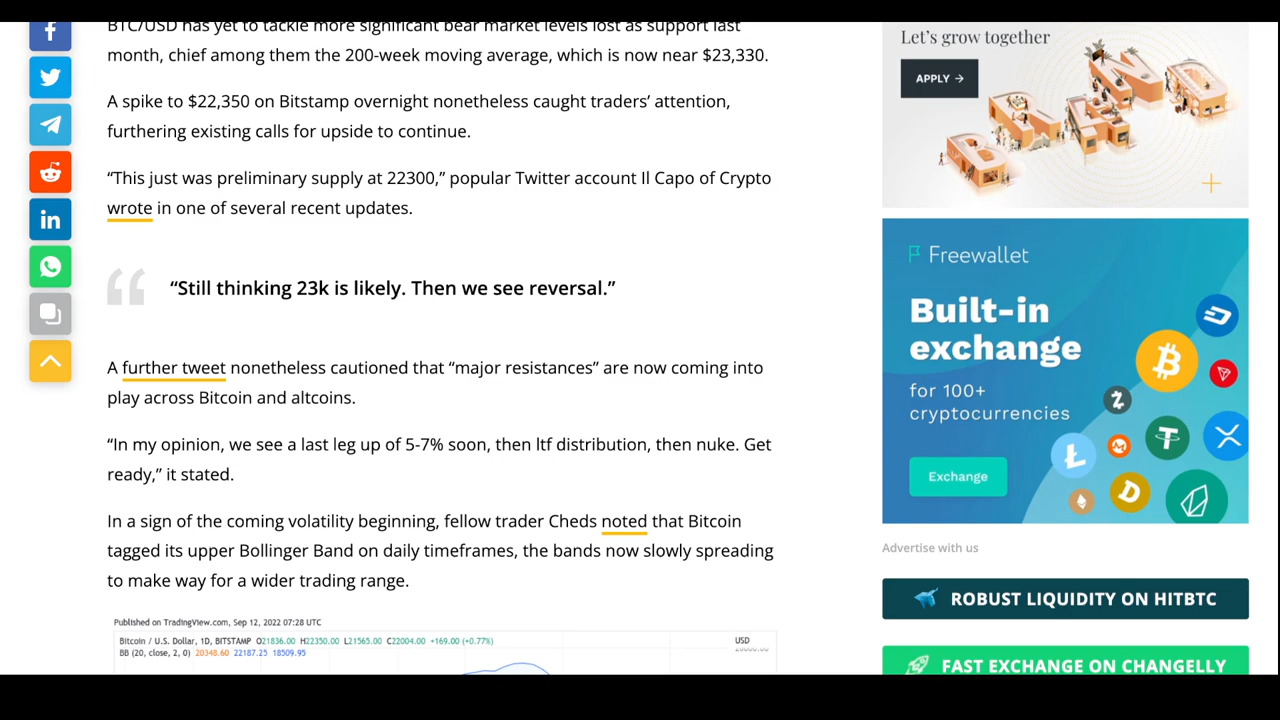 BTC/USD has yet to tackle more significant bear market levels lost as support last
month, chief among them the 200-week moving average, which is now near $23,330.
A spike to $22,350 on Bitstamp overnight nonetheless caught traders’ attention,
furthering existing calls for upside to continue.
“This just was preliminary supply at 22300,” popular Twitter account Il Capo of Crypto
wrote in one of several recent updates.
“Still thinking 23k is likely. Then we see reversal.”
A further tweet nonetheless cautioned that “major resistances” are now coming into
play across Bitcoin and altcoins.
“In my opinion, we see a last leg up of 5-7% soon, then ltf distribution, then nuke. Get
ready,” it stated.
In a sign of the coming volatility beginning, fellow trader Cheds noted that Bitcoin
tagged its upper Bollinger Band on daily timeframes, the bands now slowly spreading
to make way for a wider trading range.
Published on TradingView.com, Sep 12, 2022 07:28 UTC
Bitcoin / U.S. Dollar, 1D, BITSTAMP O21836.00 H22350.00 L21565.00 C22004.00 +169.00 (+0.77%)
USD
BB (20, close, 2, 0) 20348.60 22187.25 18509.95
Let’s grow together
APPLY →
BRAND
Freewallet
Built-in
exchange
for 100+
cryptocurrencies
Exchange
Advertise with us
ROBUST LIQUIDITY ON HITBTC
FAST EXCHANGE ON CHANGELLY